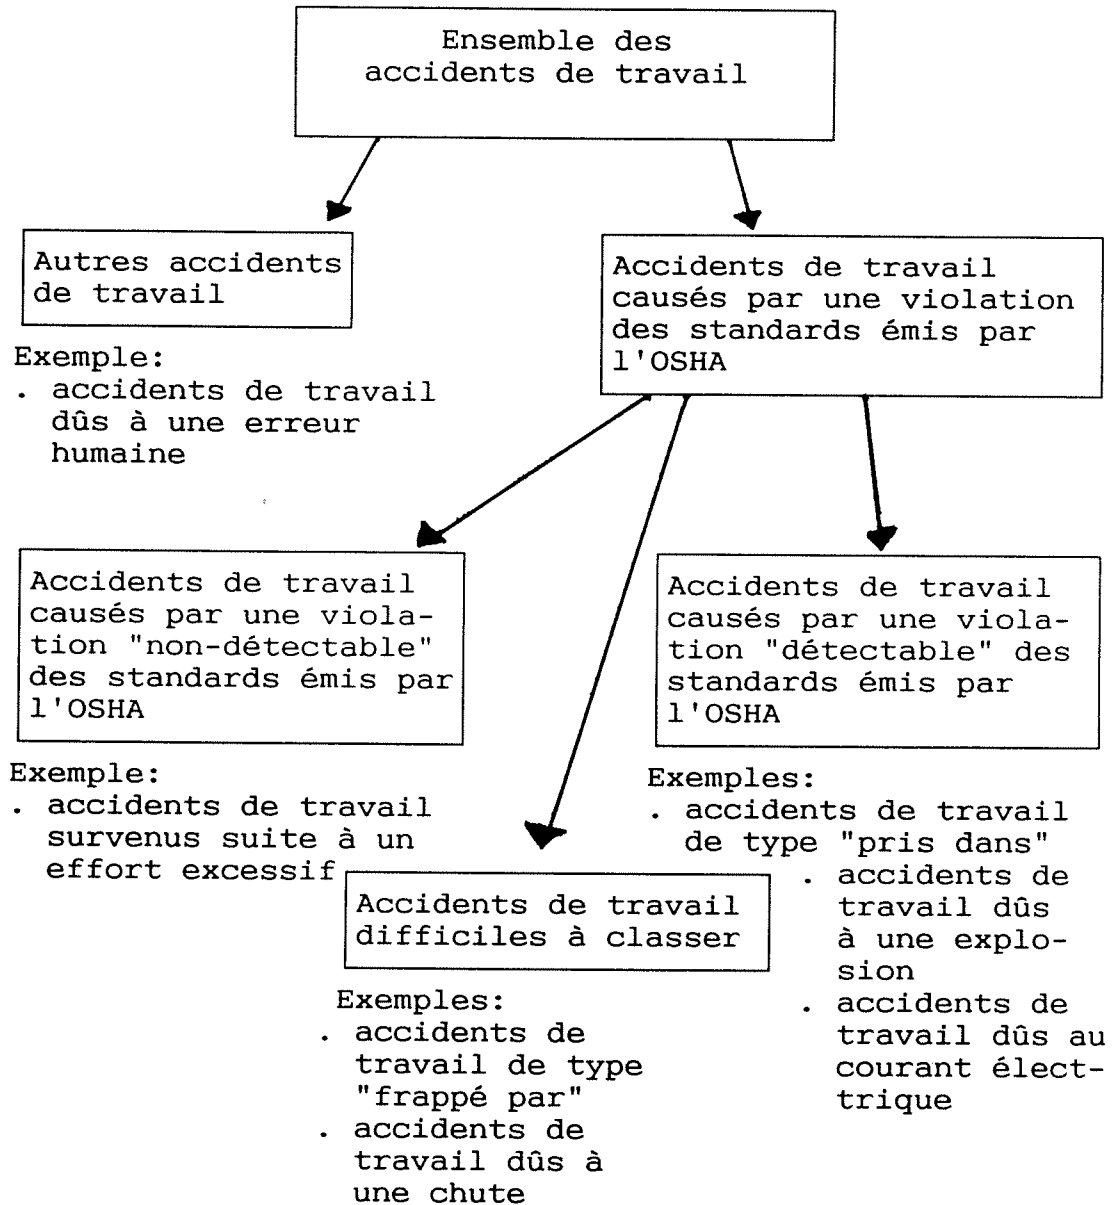 Ensemble des
accidents de travail
Autres accidents
de travail
Exemple:
. accidents de travail
dûs à une erreur
humaine
Accidents de travail
causés par une violation
des standards émis par
l'OSHA
Accidents de travail
causés par une viola-
tion "non-détectable"
des standards émis par
l'OSHA
Exemple:
. accidents de travail
survenus suite à un
effort excessif
Accidents de travail
difficiles à classer
Exemples:
. accidents de
travail de type
"frappé par"
. accidents de
travail dûs à
une chute
Accidents de travail
causés par une viola-
tion "détectable" des
standards émis par
l'OSHA
Exemples:
. accidents de travail
de type "pris dans"
. accidents de
travail dûs
à une explo-
sion
. accidents de
travail dûs au
courant élect-
trique